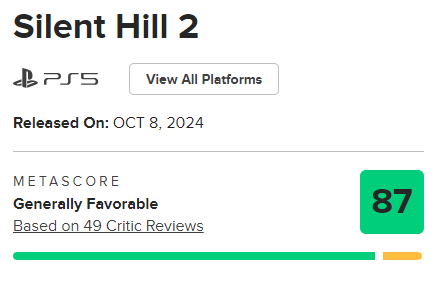 Silent Hill 2
PS5
View All Platforms
Released On: OCT 8, 2024
METASCORE
Generally Favorable
Based on 49 Critic Reviews
87